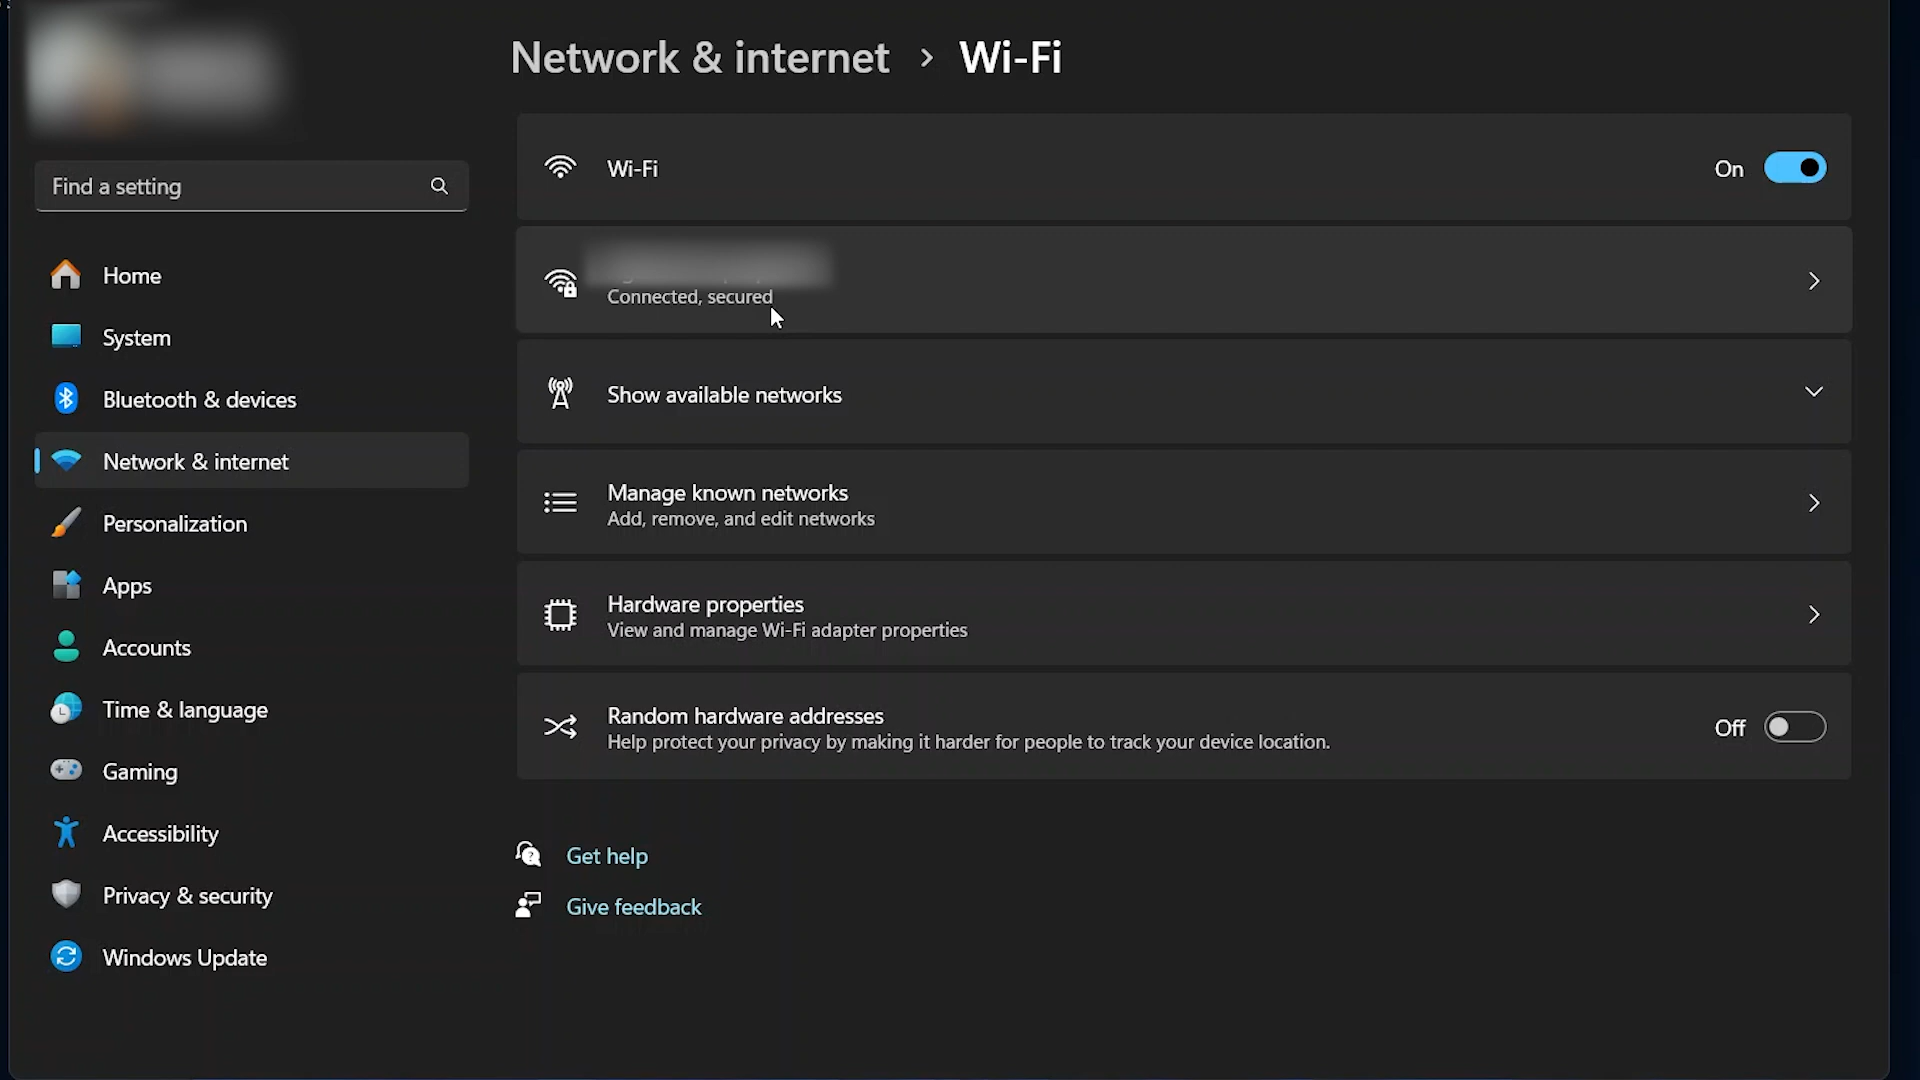 Network & internet > Wi-Fi
Find a setting
Home
System
Bluetooth & devices
Network & internet
Personalization
Apps
Accounts
Time & language
Gaming
Accessibility
Privacy & security
Windows Update
Wi-Fi
On
Connected, secured
Show available networks
Manage known networks
Add, remove, and edit networks
Hardware properties
View and manage Wi-Fi adapter properties
Random hardware addresses
Help protect your privacy by making it harder for people to track your device location.
Off
Get help
Give feedback